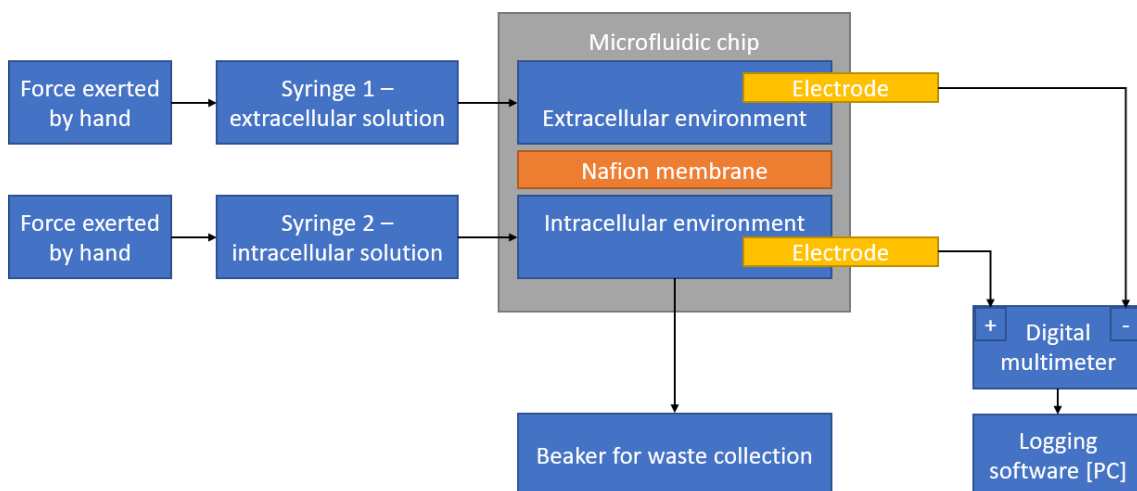 Microfluidic chip
Force exerted
by hand
Syringe 1 –
extracellular solution
Electrode
Extracellular environment
Nafion membrane
Force exerted
by hand
Syringe 2 –
intracellular solution
Intracellular environment
Electrode
+
-
Digital
multimeter
Beaker for waste collection
Logging
software [PC]